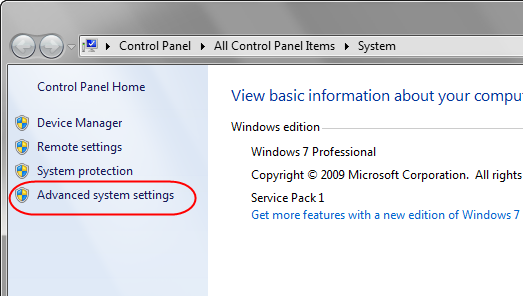 Control Panel ▸ All Control Panel Items ▸ System
Control Panel Home
Device Manager
Remote settings
System protection
Advanced system settings
View basic information about your
Windows edition
Windows 7 Professional
Copyright © 2009 Microsoft Corporation. All rights
Service Pack 1
Get more features with a new edition of Windows 7